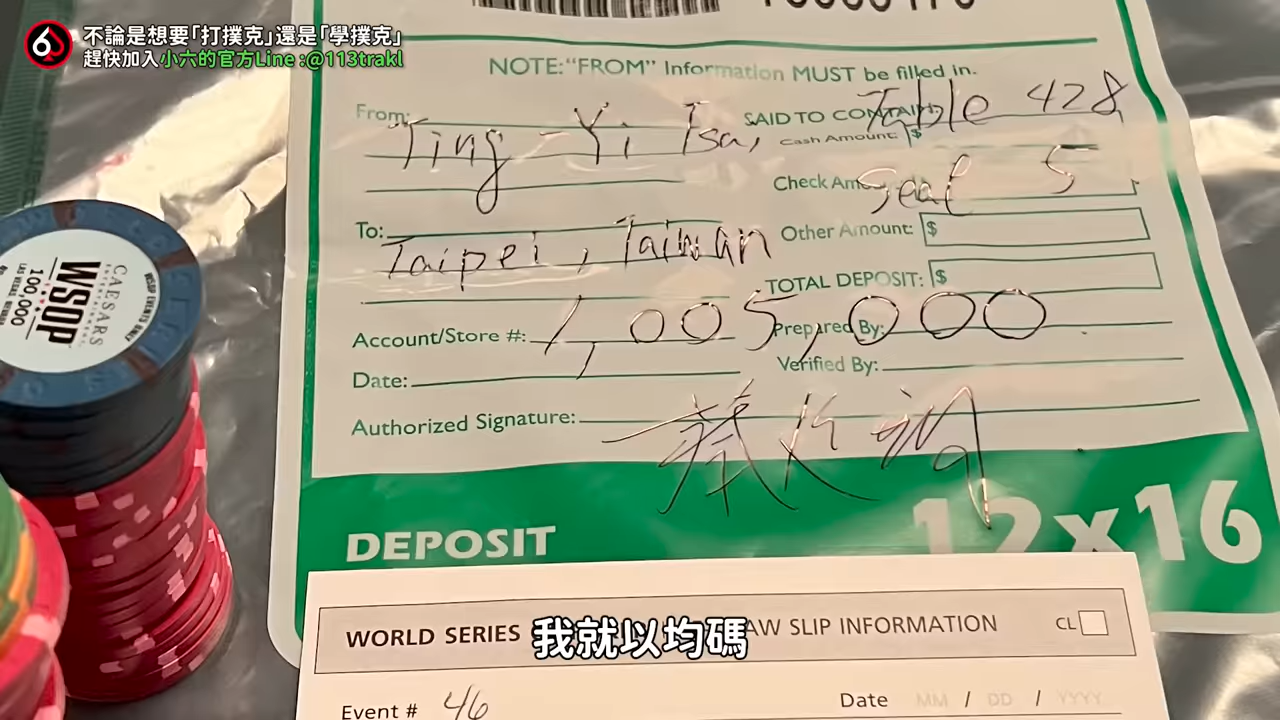 不論是想要「打撲克」還是「學撲克」
趕快加入小六的官方Line :@113trakl
NOTE: "FROM" Information MUST be filled in.
From: Ting-Yi Tsai
SAID TO CONTAIN: Table 428
Cash Amount: $
Check Amount: $ Seat 5
To: Taipei, Taiwan
Other Amount: $
TOTAL DEPOSIT: $
1,005,000
Account/Store #:
Prepared By:
Date:
Verified By:
Authorized Signature:
DEPOSIT
12x16
CAESARS
ENTERTAINMENT
WSOP
100,000
WORLD SERIES
AW SLIP INFORMATION
CL
我就以均碼
Event # 46
Date MM / DD / YYYY